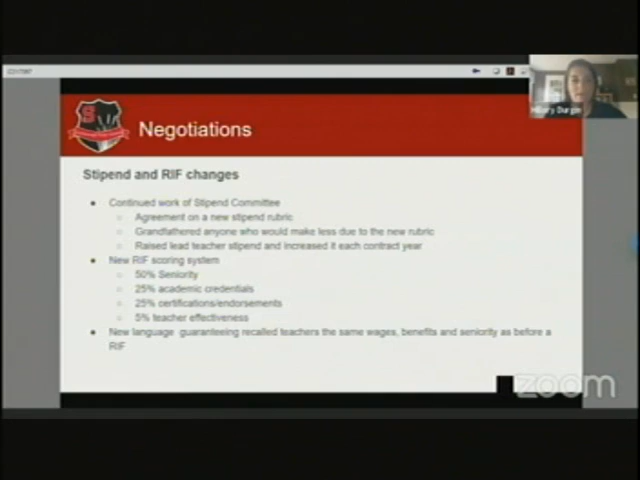 Negotiations
Stipend and RIF changes
Continued work of Stipend Committee
Agreement on a new stipend rubric
Grandfathered anyone who would make less due to the new rubric
Raised lead teacher stipend and increased it each contract year
New RIF scoring system
50% Seniority
25% academic credentials
25% certifications/endorsements
5% teacher effectiveness
New language guaranteeing recalled teachers the same wages, benefits and seniority as before a
RIF
zoom